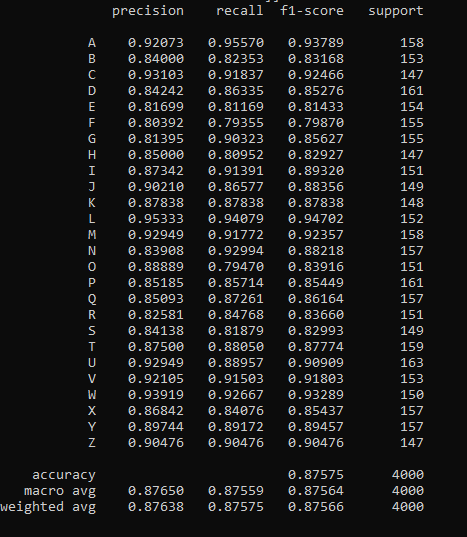 precision recall f1-score support
A 0.92073 0.95570 0.93789 158
B 0.84000 0.82353 0.83168 153
C 0.93103 0.91837 0.92466 147
D 0.84242 0.86335 0.85276 161
E 0.81699 0.81169 0.81433 154
F 0.80392 0.79355 0.79870 155
G 0.81395 0.90323 0.85627 155
H 0.85000 0.80952 0.82927 147
I 0.87342 0.91391 0.89320 151
J 0.90210 0.86577 0.88356 149
K 0.87838 0.87838 0.87838 148
L 0.95333 0.94079 0.94702 152
M 0.92949 0.91772 0.92357 158
N 0.83908 0.92994 0.88218 157
O 0.88889 0.79470 0.83916 151
P 0.85185 0.85714 0.85449 161
Q 0.85093 0.87261 0.86164 157
R 0.82581 0.84768 0.83660 151
S 0.84138 0.81879 0.82993 149
T 0.87500 0.88050 0.87774 159
U 0.92949 0.88957 0.90909 163
V 0.92105 0.91503 0.91803 153
W 0.93919 0.92667 0.93289 150
X 0.86842 0.84076 0.85437 157
Y 0.89744 0.89172 0.89457 157
Z 0.90476 0.90476 0.90476 147
accuracy 0.87575 4000
macro avg 0.87650 0.87559 0.87564 4000
weighted avg 0.87638 0.87575 0.87566 4000